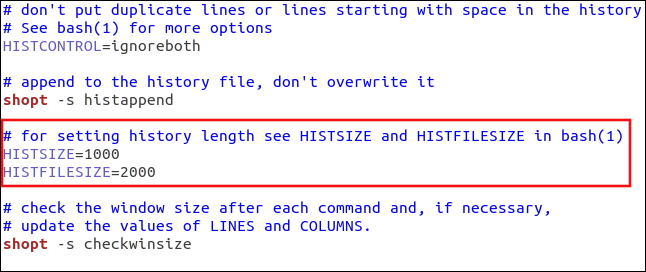 # don't put duplicate lines or lines starting with space in the history
# See bash(1) for more options
HISTCONTROL=ignoreboth
# append to the history file, don't overwrite it
shopt -s histappend
# for setting history length see HISTSIZE and HISTFILESIZE in bash(1)
HISTSIZE=1000
HISTFILESIZE=2000
# check the window size after each command and, if necessary,
# update the values of LINES and COLUMNS.
shopt -s checkwinsize